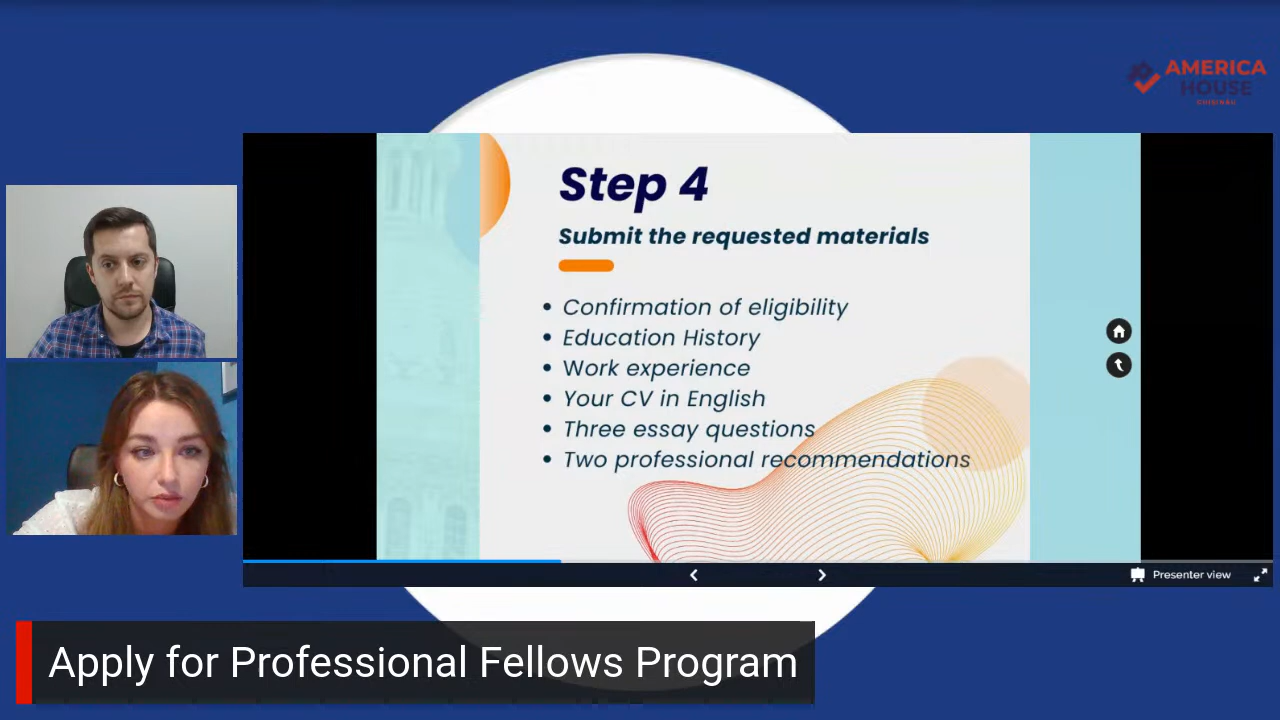 AMERICA
HOUSE
CHIȘINĂU
Step 4
Submit the requested materials
• Confirmation of eligibility
• Education History
• Work experience
• Your CV in English
• Three essay questions
• Two professional recommendations
Presenter view
Apply for Professional Fellows Program